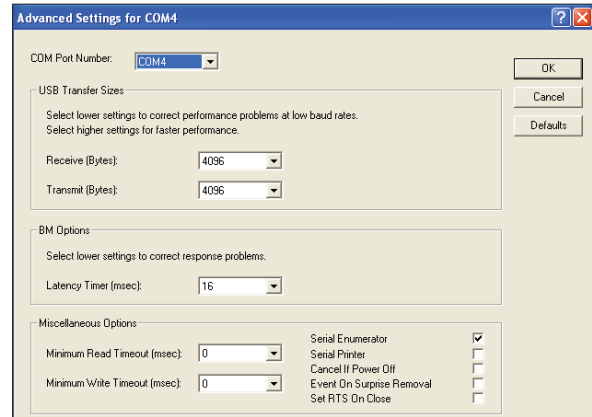 Advanced Settings for COM4
COM Port Number: COM4
OK
Cancel
Defaults
USB Transfer Sizes
Select lower settings to correct performance problems at low baud rates.
Select higher settings for faster performance.
Receive (Bytes): 4096
Transmit (Bytes): 4096
BM Options
Select lower settings to correct response problems.
Latency Timer (msec): 16
Miscellaneous Options
Minimum Read Timeout (msec): 0
Minimum Write Timeout (msec): 0
Serial Enumerator
Serial Printer
Cancel If Power Off
Event On Surprise Removal
Set RTS On Close